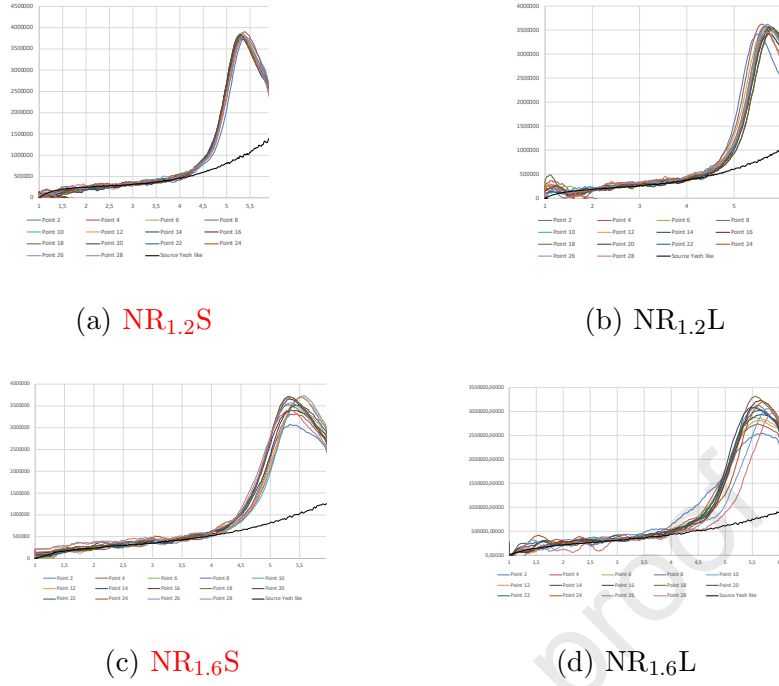 4500000
4000000
3500000
3000000
2500000
2000000
1500000
1000000
500000
0
1 1,5 2 2,5 3 3,5 4 4,5 5 5,5
Point 2 Point 4 Point 6 Point 8
Point 10 Point 12 Point 14 Point 16
Point 18 Point 20 Point 22 Point 24
Point 26 Point 28 Source Yeoh like
(a) NR1.2S
4000000
3500000
3000000
2500000
2000000
1500000
1000000
500000
0
1 2 3 4 5
Point 2 Point 4 Point 6 Point 8
Point 10 Point 12 Point 14 Point 16
Point 18 Point 20 Point 22 Point 24
Point 26 Point 28 Source Yeoh like
(b) NR1.2L
4000000
3500000
3000000
2500000
2000000
1500000
1000000
500000
0
1 1,5 2 2,5 3 3,5 4 4,5 5 5,5
Point 2 Point 4 Point 6 Point 8 Point 10
Point 12 Point 14 Point 16 Point 18 Point 20
Point 22 Point 24 Point 26 Point 28 Source Yeoh like
(c) NR1.6S
3500000,00000
3000000,00000
2500000,00000
2000000,00000
1500000,00000
1000000,00000
500000,00000
0,00000
1 1,5 2 2,5 3 3,5 4 4,5 5 5,5 6
Point 2 Point 4 Point 6 Point 8 Point 10
Point 12 Point 14 Point 16 Point 18 Point 20
Point 22 Point 24 Point 26 Point 28 Source Yeoh like
(d) NR1.6L
proof